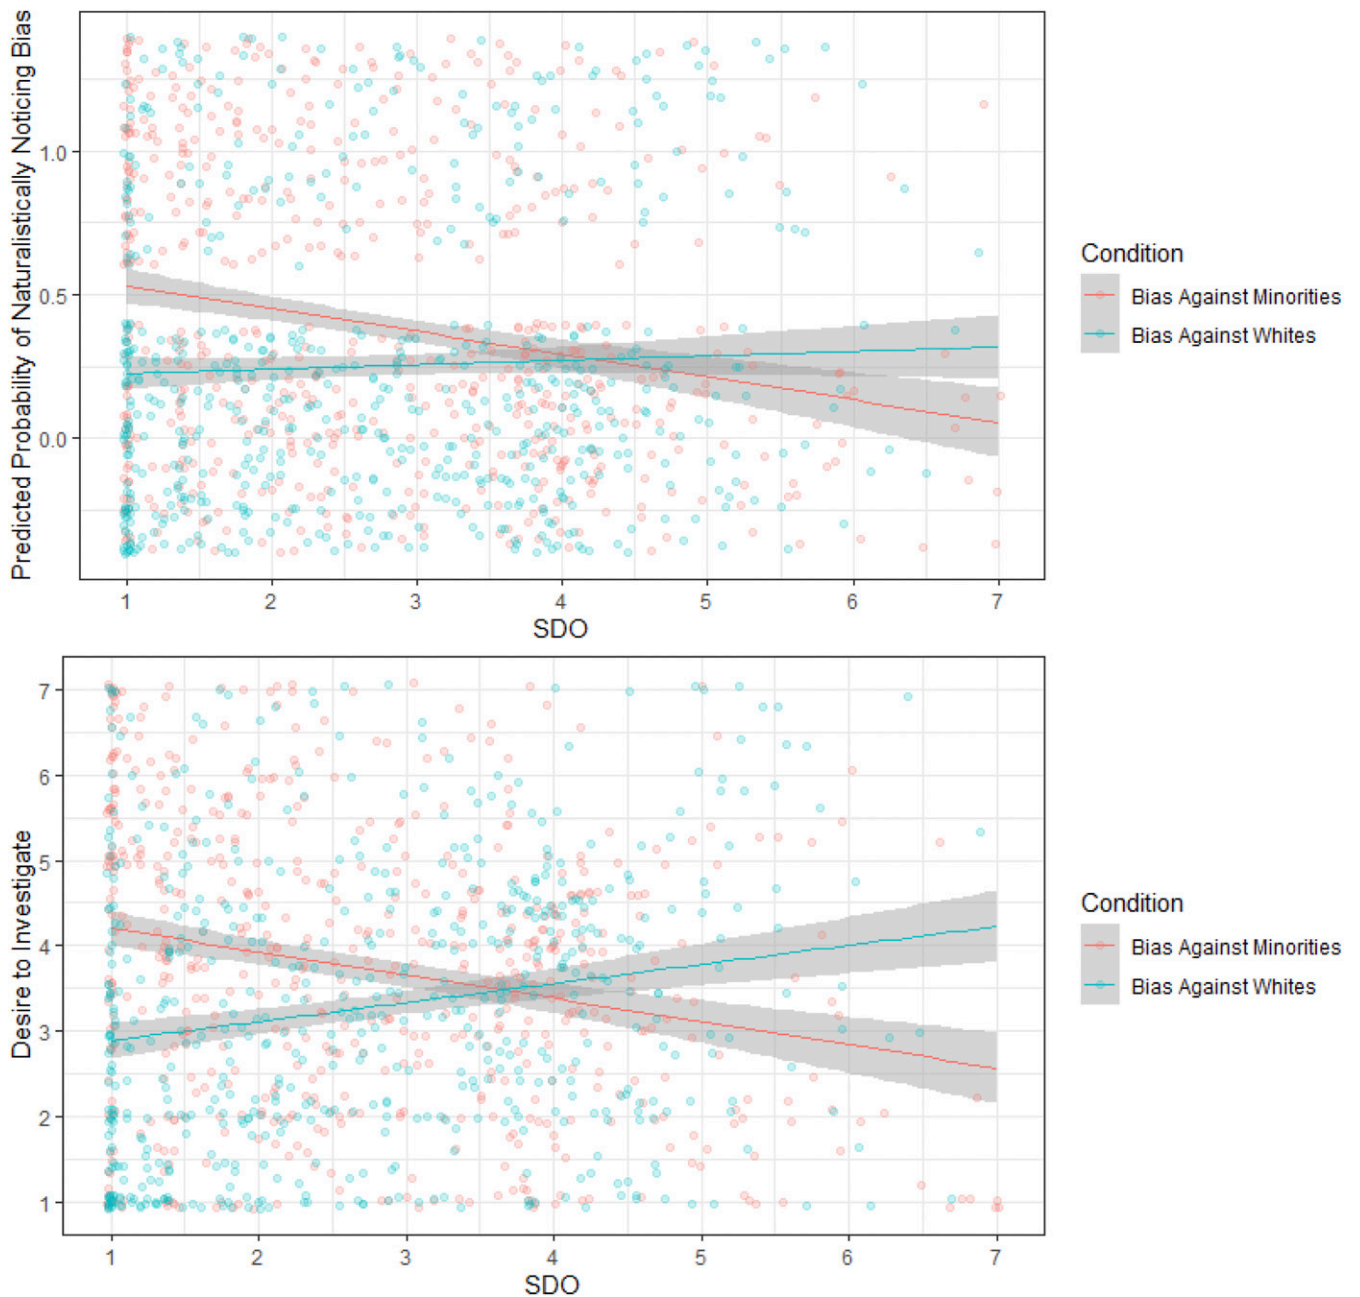 Predicted Probability of Naturalistically Noticing Bias
1.0
0.5
0.0
1 2 3 4 5 6 7
SDO
Condition
Bias Against Minorities
Bias Against Whites
Desire to Investigate
7
6
5
4
3
2
1
1 2 3 4 5 6 7
SDO
Condition
Bias Against Minorities
Bias Against Whites